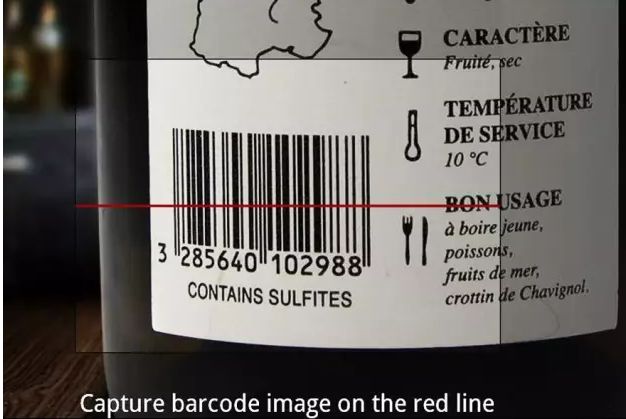 CARACTÈRE
Fruité, sec
TEMPÉRATURE
DE SERVICE
10 °C
BON USAGE
à boire jeune,
poissons,
fruits de mer,
crottin de Chavignol.
3 285640 102988
CONTAINS SULFITES
Capture barcode image on the red line